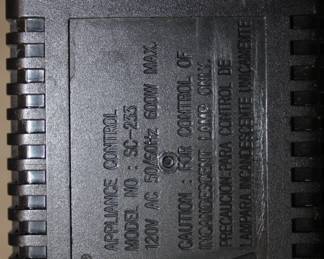 APPLIANCE CONTROL
MODEL NO : SC-233
120V AC 50/60Hz 600W MAX.
CAUTION : FOR CONTROL OF
INCANDESCENT LAMP ONLY.
PRECAUCION-PARA CONTROL DE
LAMPARA INCANDLESCENTE UNICAMENTE